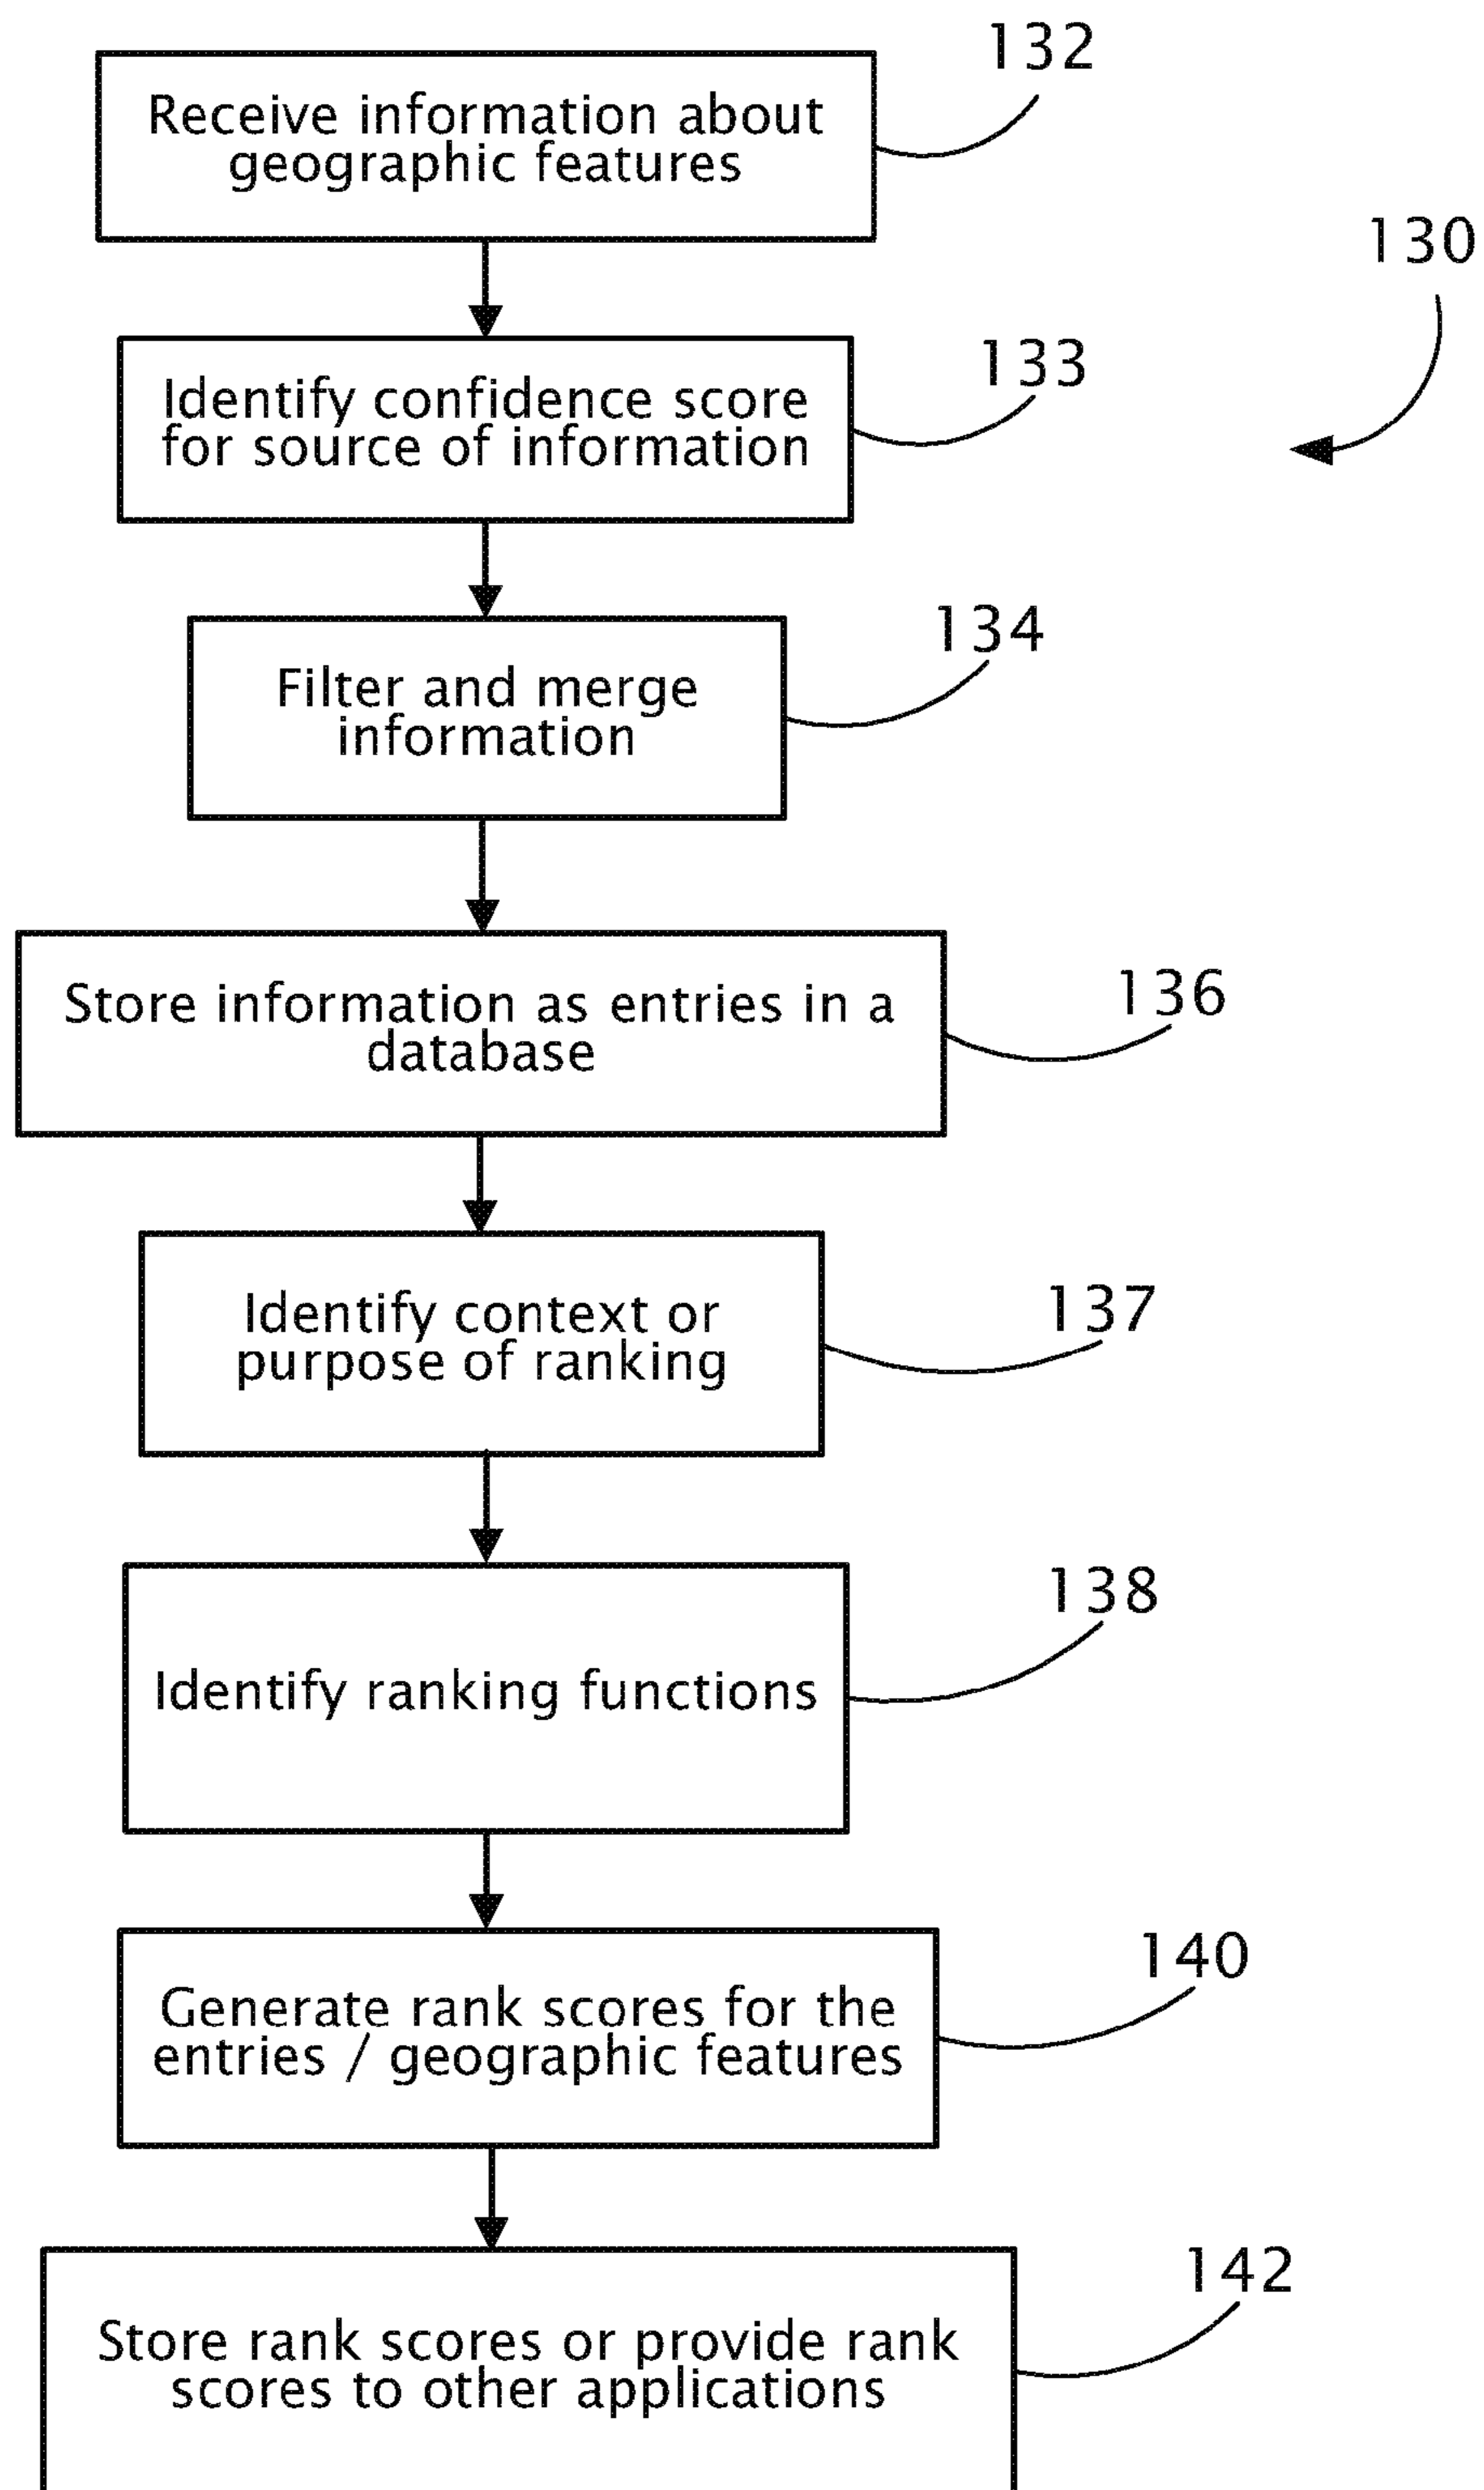 132
Receive information about
geographic features
130
133
Identify confidence score
for source of information
134
Filter and merge
information
136
Store information as entries in a
database
137
Identify context or
purpose of ranking
138
Identify ranking functions
140
Generate rank scores for the
entries / geographic features
142
Store rank scores or provide rank
scores to other applications